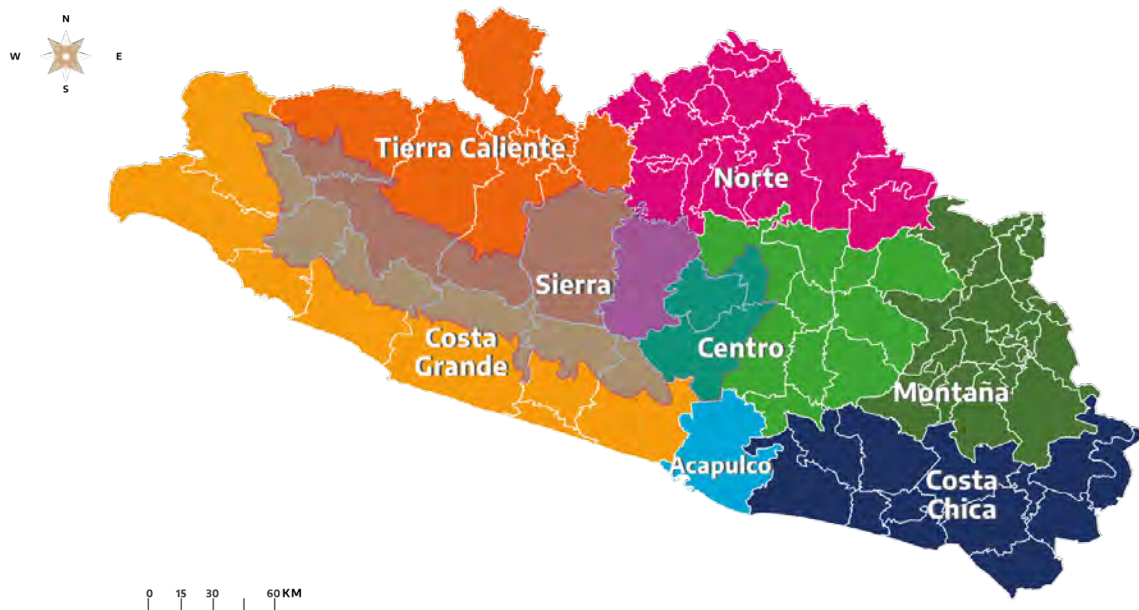 N
W E
S
Tierra Caliente
Norte
Sierra
Costa
Grande
Centro
Montaña
Acapulco
Costa
Chica
0 15 30 60 KM